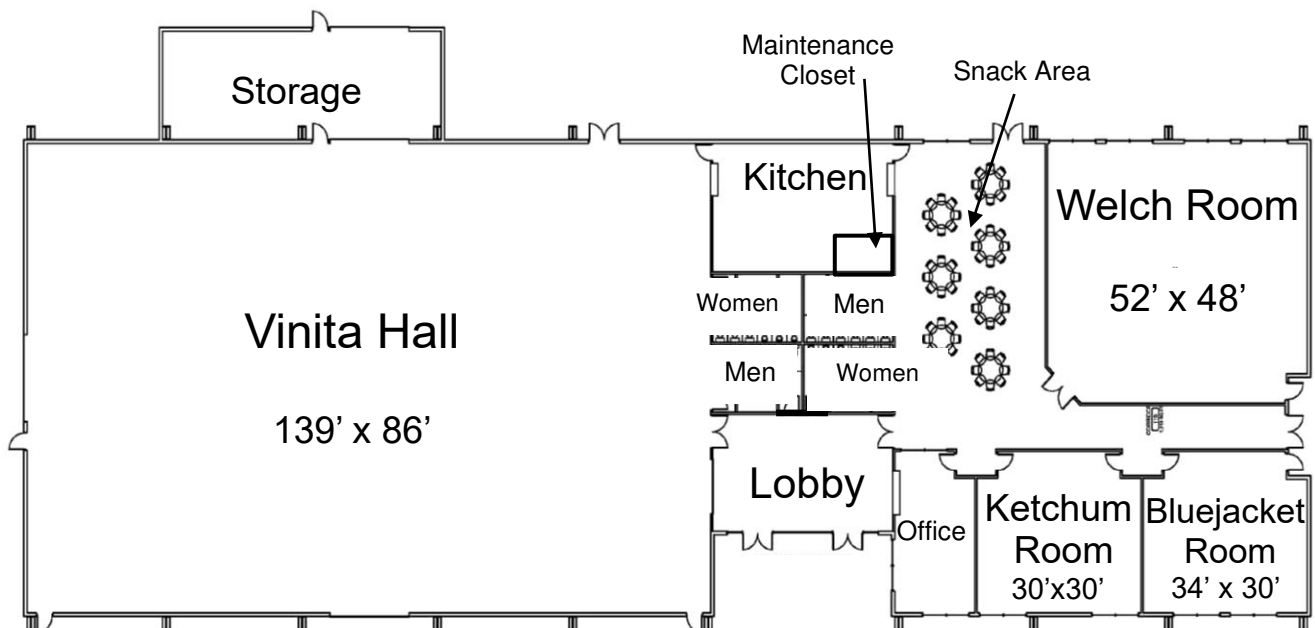 Maintenance
Closet
Snack Area
Storage
Kitchen
Welch Room
52’ x 48’
Women
Men
Vinita Hall
139’ x 86’
Men
Women
Lobby
Office
Ketchum
Room
30’x30’
Bluejacket
Room
34’ x 30’